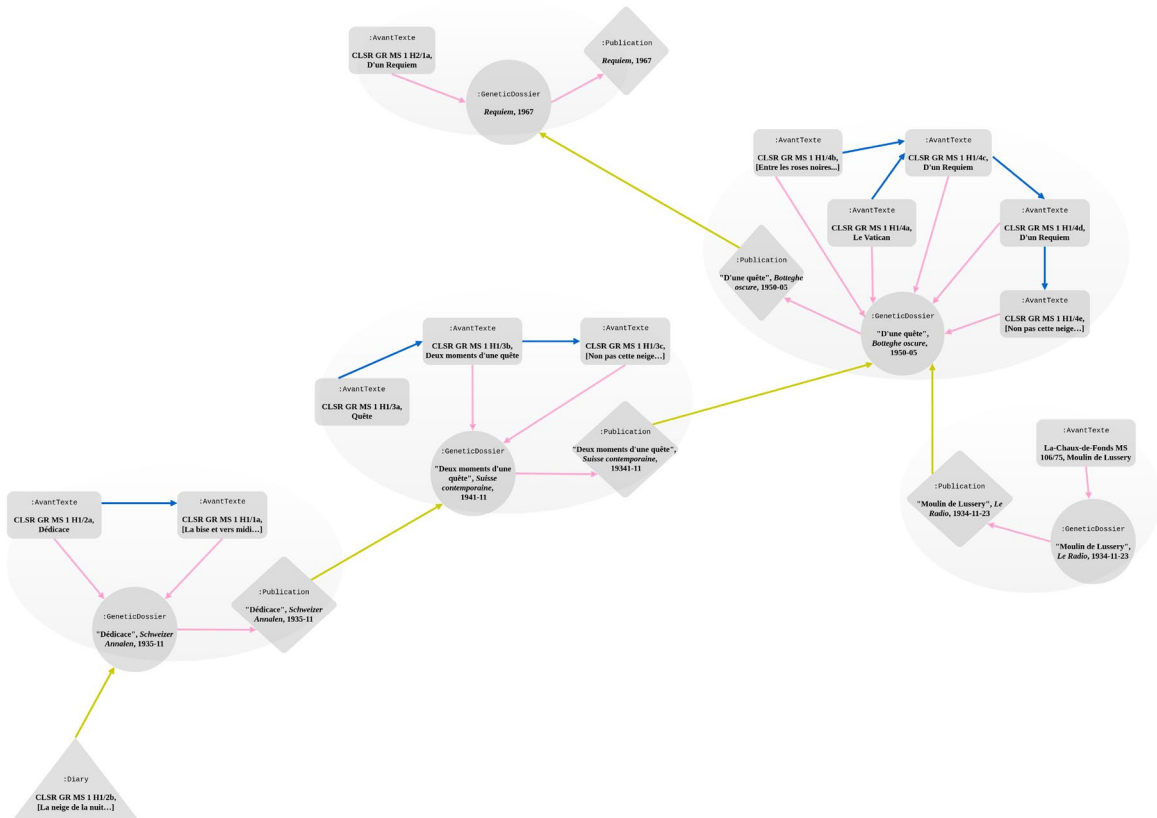 :AvantTexte
CLSR GR MS 1 H2/1a,
D'un Requiem
:Publication
Requiem, 1967
:GeneticDossier
Requiem, 1967
:AvantTexte
CLSR GR MS 1 H1/4b,
[Entre les roses noires...]
:AvantTexte
CLSR GR MS 1 H1/4c,
D'un Requiem
:AvantTexte
CLSR GR MS 1 H1/4a,
Le Vatican
:AvantTexte
CLSR GR MS 1 H1/4d,
D'un Requiem
:Publication
"D'une quête", Botteghe
oscure, 1950-05
:GeneticDossier
"D'une quête",
Botteghe oscure,
1950-05
:AvantTexte
CLSR GR MS 1 H1/4e,
[Non pas cette neige…]
:AvantTexte
CLSR GR MS 1 H1/3b,
Deux moments d'une quête
:AvantTexte
CLSR GR MS 1 H1/3c,
[Non pas cette neige…]
:AvantTexte
CLSR GR MS 1 H1/3a,
Quête
:GeneticDossier
"Deux moments d'une
quête", Suisse
contemporaine,
1941-11
:Publication
"Deux moments d'une quête",
Suisse contemporaine,
19341-11
:AvantTexte
La-Chaux-de-Fonds MS
106/75, Moulin de Lussery
:Publication
"Moulin de Lussery", Le
Radio, 1934-11-23
:GeneticDossier
"Moulin de Lussery",
Le Radio, 1934-11-23
:AvantTexte
CLSR GR MS 1 H1/2a,
Dédicace
:AvantTexte
CLSR GR MS 1 H1/1a,
[La bise et vers midi…]
:GeneticDossier
"Dédicace", Schweizer
Annalen, 1935-11
:Publication
"Dédicace", Schweizer
Annalen, 1935-11
:Diary
CLSR GR MS 1 H1/2b,
[La neige de la nuit…]